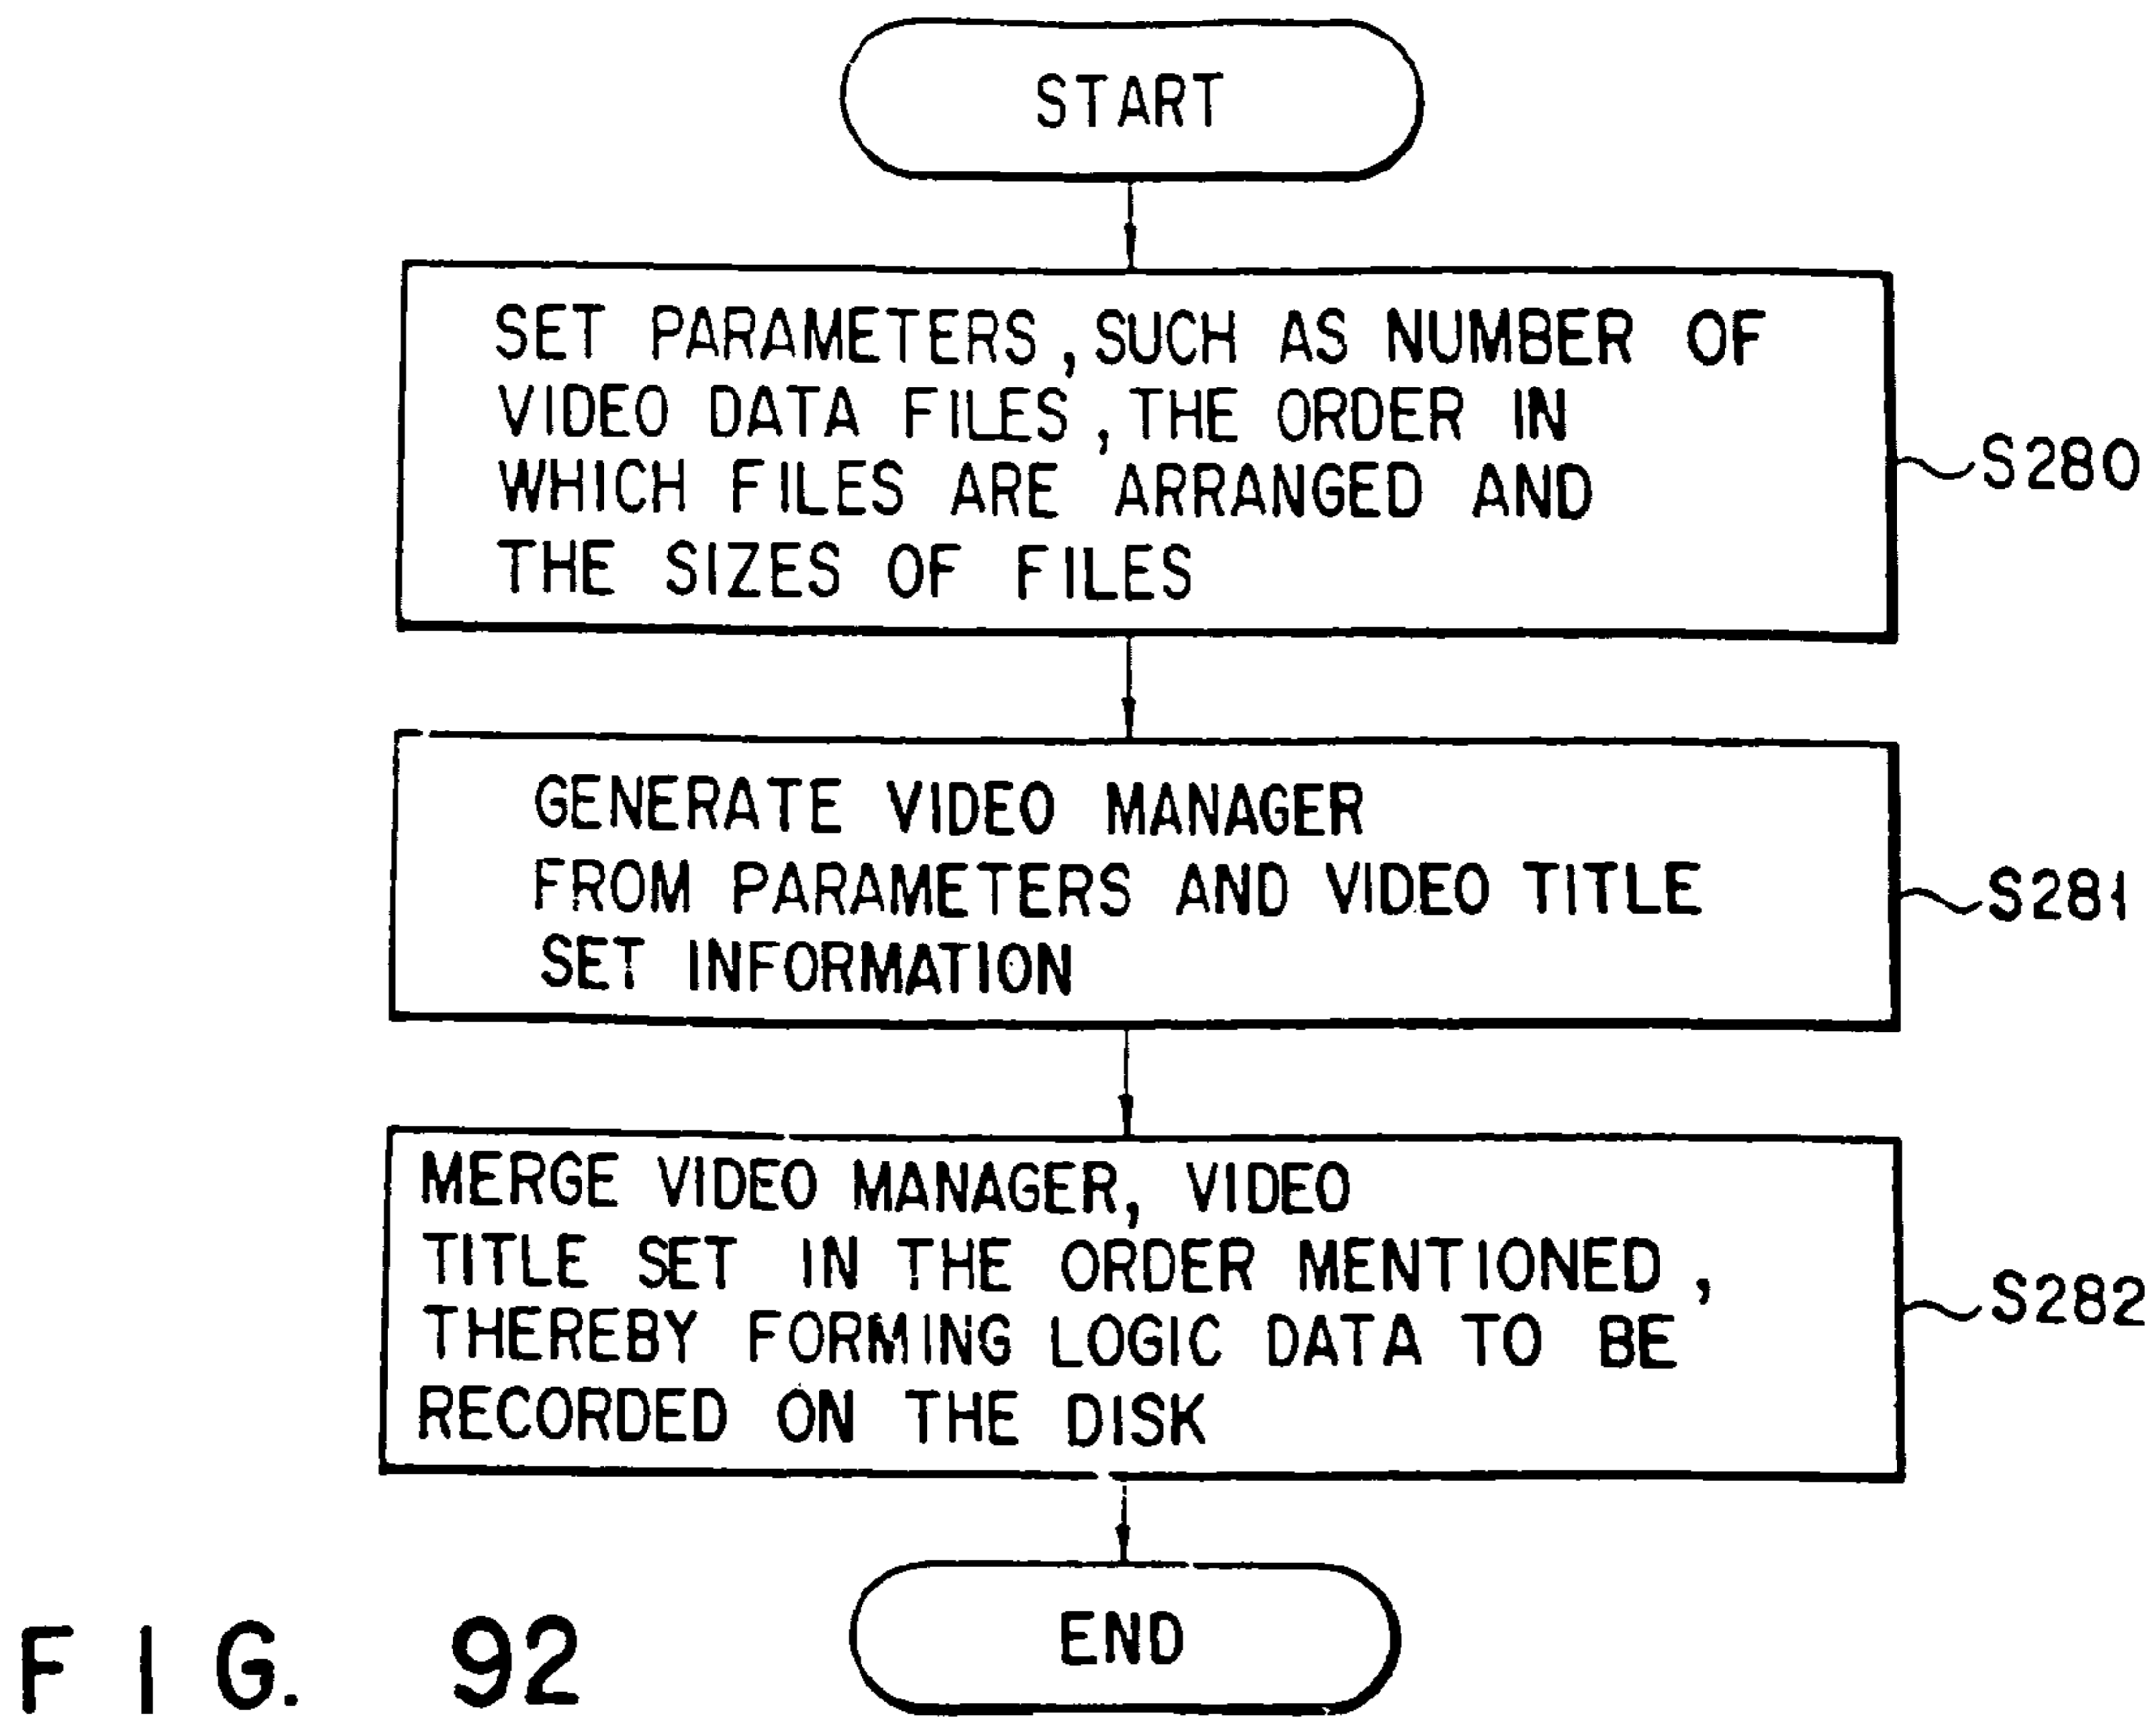 START
SET PARAMETERS, SUCH AS NUMBER OF
VIDEO DATA FILES, THE ORDER IN
WHICH FILES ARE ARRANGED AND
THE SIZES OF FILES
S280
GENERATE VIDEO MANAGER
FROM PARAMETERS AND VIDEO TITLE
SET INFORMATION
S281
MERGE VIDEO MANAGER, VIDEO
TITLE SET IN THE ORDER MENTIONED,
THEREBY FORMING LOGIC DATA TO BE
RECORDED ON THE DISK
S282
END
FIG. 92